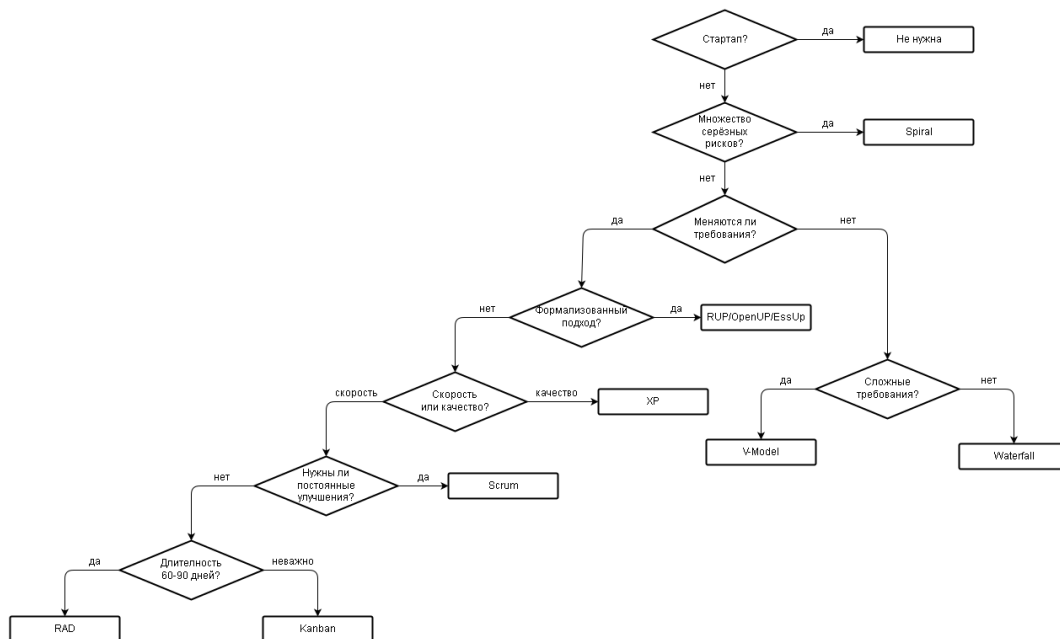 Стартап?
да
Не нужна
нет
Множество
серёзных
рисков?
да
Spiral
нет
Меняются ли
требования?
да
нет
Формализованный
подход?
нет
да
RUP/OpenUP/EssUp
Сложные
требования?
да
нет
Скорость
или качество?
скорость
качество
XP
V-Model
Waterfall
Нужны ли
постоянные
улучшения?
нет
да
Scrum
Длителность
60-90 дней?
да
неважно
RAD
Kanban